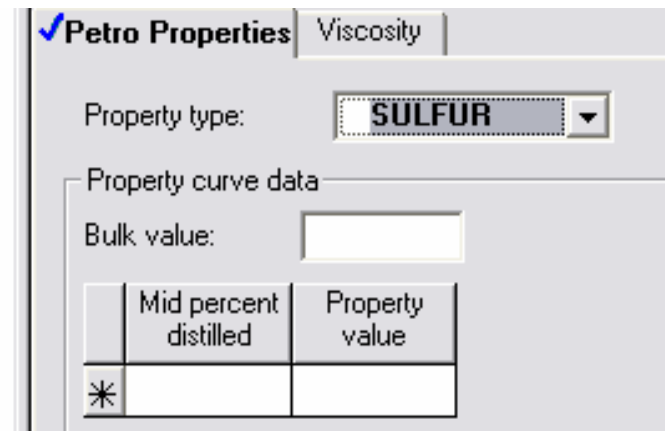 Petro Properties Viscosity
Property type: SULFUR
Property curve data
Bulk value:
Mid percent distilled Property value